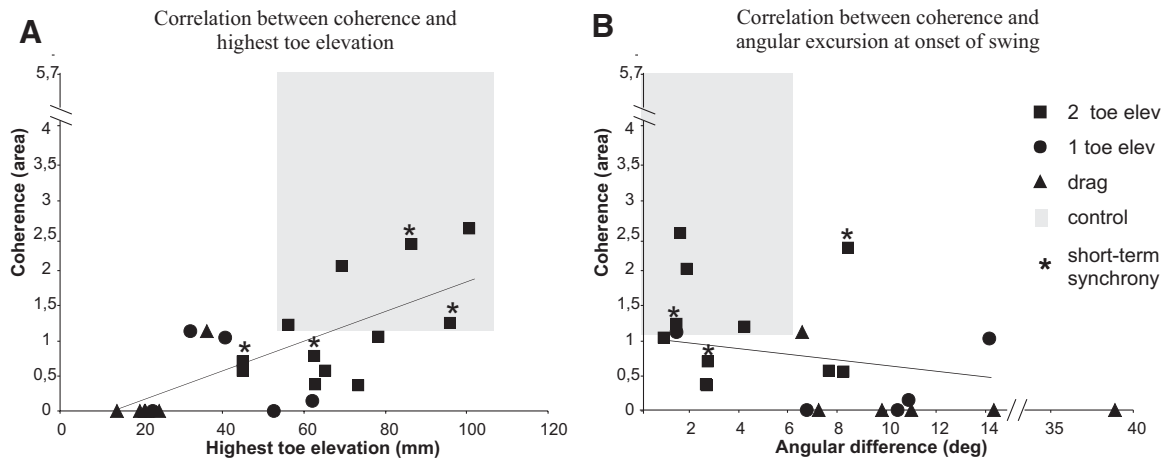 A
Correlation between coherence and
highest toe elevation
5,7
4
3,5
3
2,5
2
1,5
1
0,5
0
Coherence (area)
* * * *
0 20 40 60 80 100 120
Highest toe elevation (mm)
B
Correlation between coherence and
angular excursion at onset of swing
5,7
4
3,5
3
2,5
2
1,5
1
0,5
0
Coherence (area)
* * *
2 4 6 8 10 12 14 35 40
Angular difference (deg)
2 toe elev
1 toe elev
drag
control
* short-term
synchrony